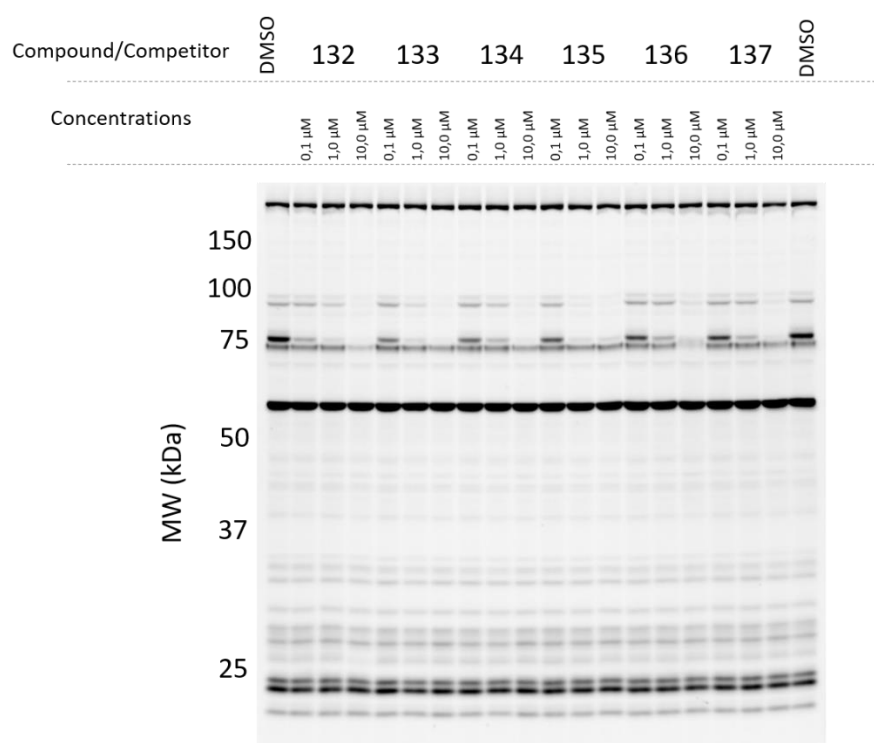 DMSO
Compound/Competitor 132 133 134 135 136 137
DMSO
Concentrations
0,1 µM 1,0 µM 10,0 µM 0,1 µM 1,0 µM 10,0 µM 0,1 µM 1,0 µM 10,0 µM 0,1 µM 1,0 µM 10,0 µM 0,1 µM 1,0 µM 10,0 µM 0,1 µM 1,0 µM 10,0 µM
150
100
75
50
37
25
MW (kDa)